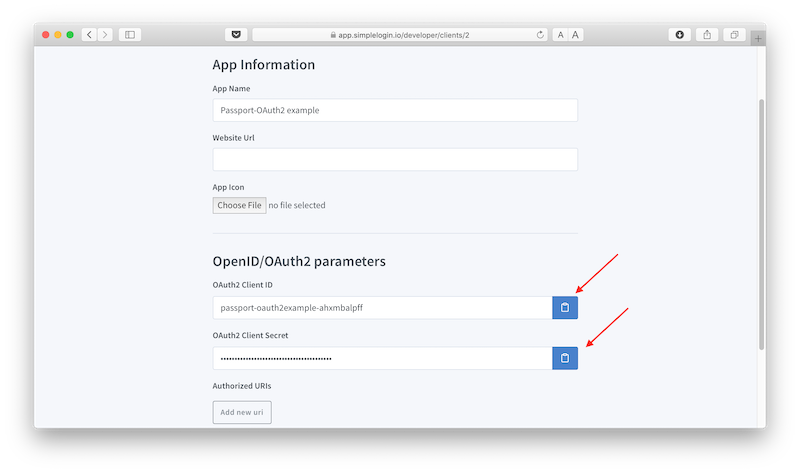 app.simplelogin.io/developer/clients/2
A A
App Information
App Name
Passport-OAuth2 example
Website Url
App Icon
Choose File no file selected
OpenID/OAuth2 parameters
OAuth2 Client ID
passport-oauth2example-ahxmbalpff
OAuth2 Client Secret
Authorized URIs
Add new uri